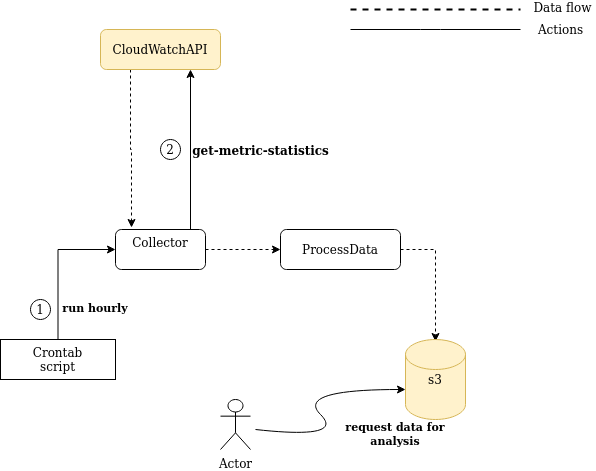 Data flow
Actions
CloudWatchAPI
2
get-metric-statistics
Collector
ProcessData
1
run hourly
Crontab
script
s3
request data for
analysis
Actor